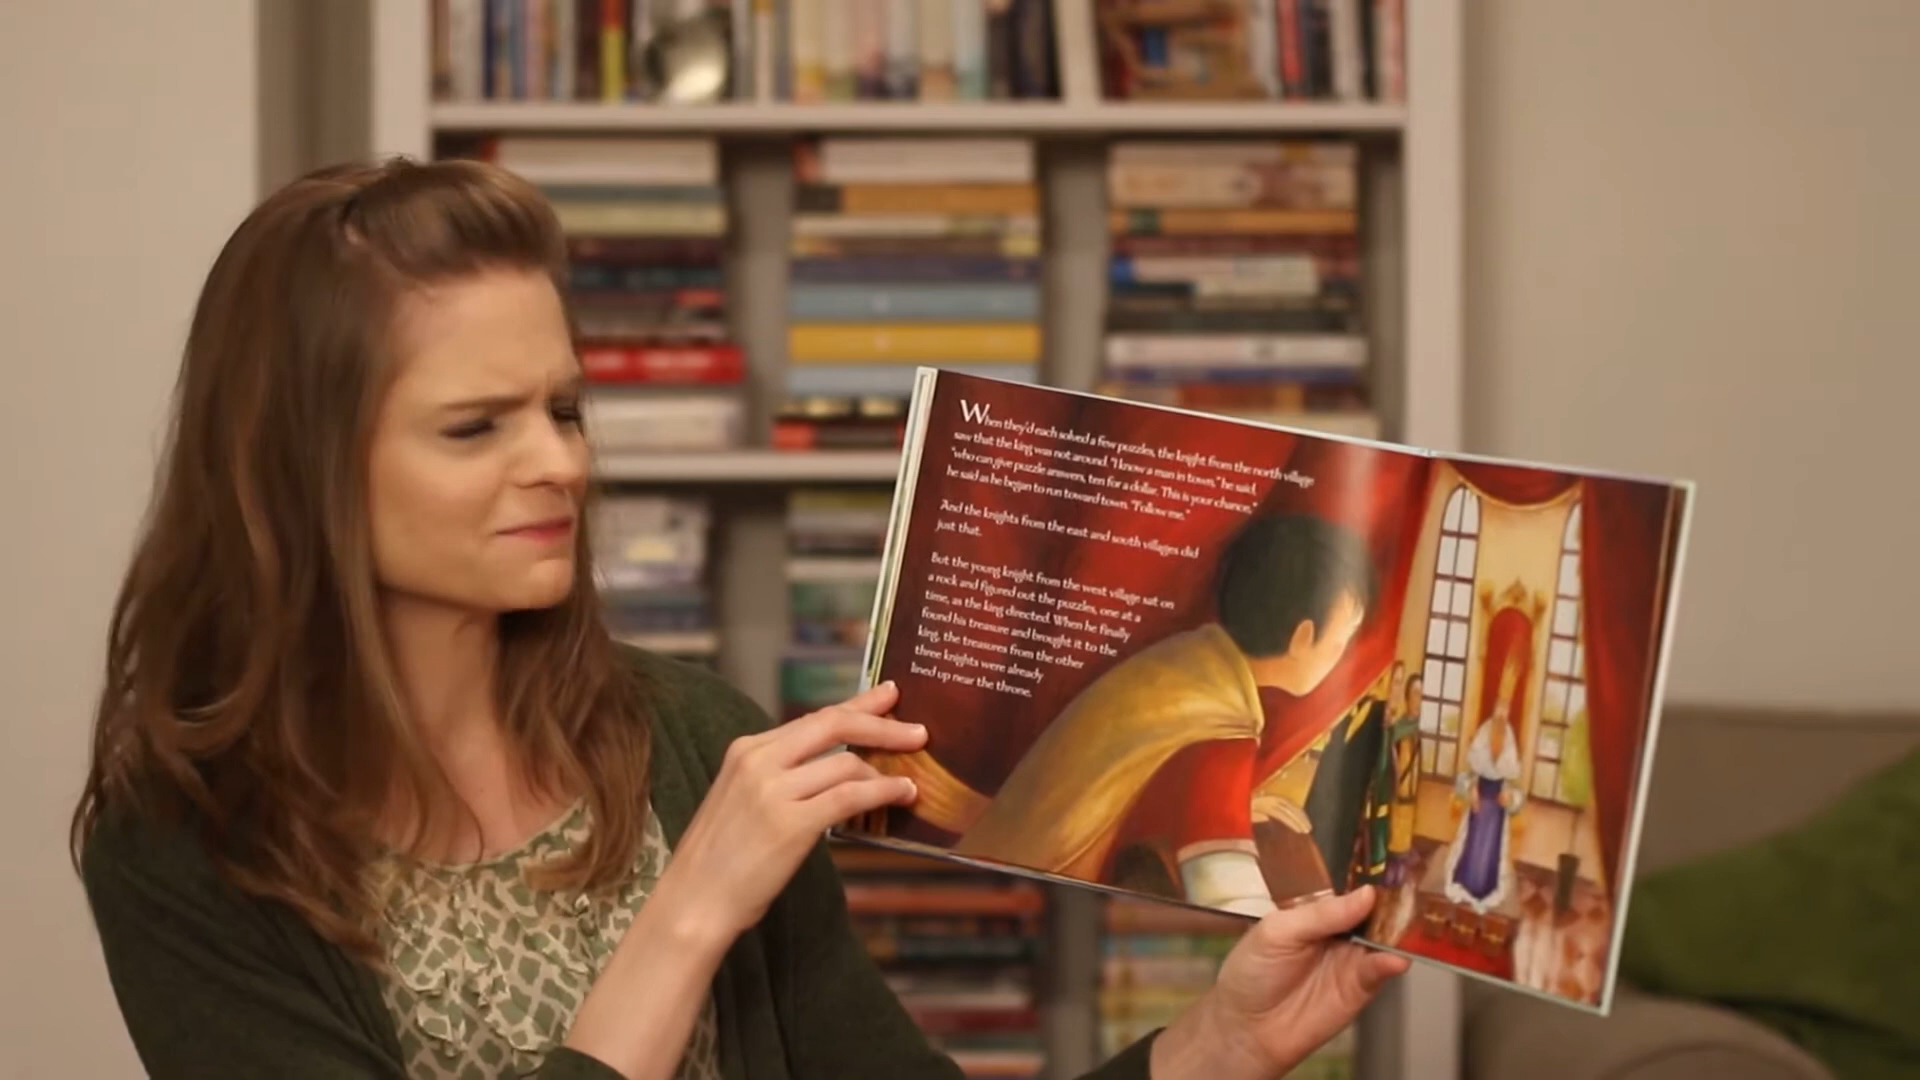 When they'd each solved a few puzzles, the knight from the north village
saw that the king was not around. "I know a man in town," he said,
"who can give puzzle answers, ten for a dollar. This is your chance,"
he said as he began to run toward town. "Follow me."
And the knights from the east and south villages did
just that.
But the young knight from the west village sat on
a rock and figured out the puzzles, one at a
time, as the king directed. When he finally
found his treasure and brought it to the
king, the treasures from the other
three knights were already
lined up near the throne.